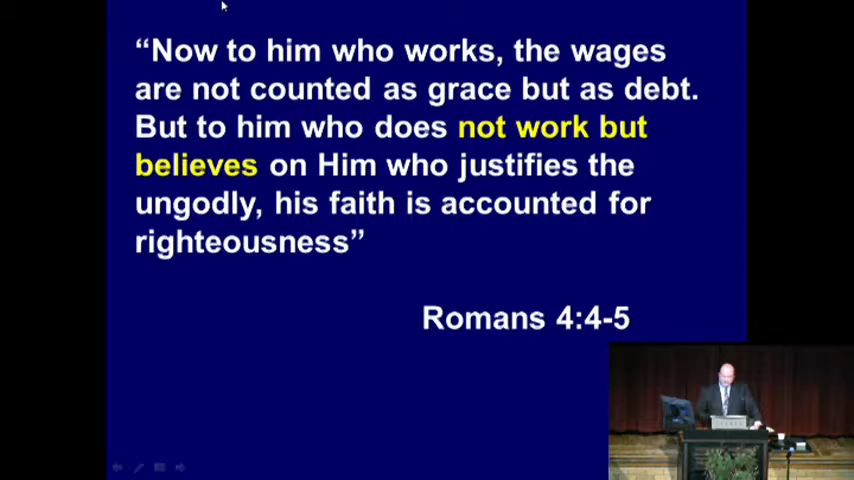 “Now to him who works, the wages
are not counted as grace but as debt.
But to him who does not work but
believes on Him who justifies the
ungodly, his faith is accounted for
righteousness”
Romans 4:4-5